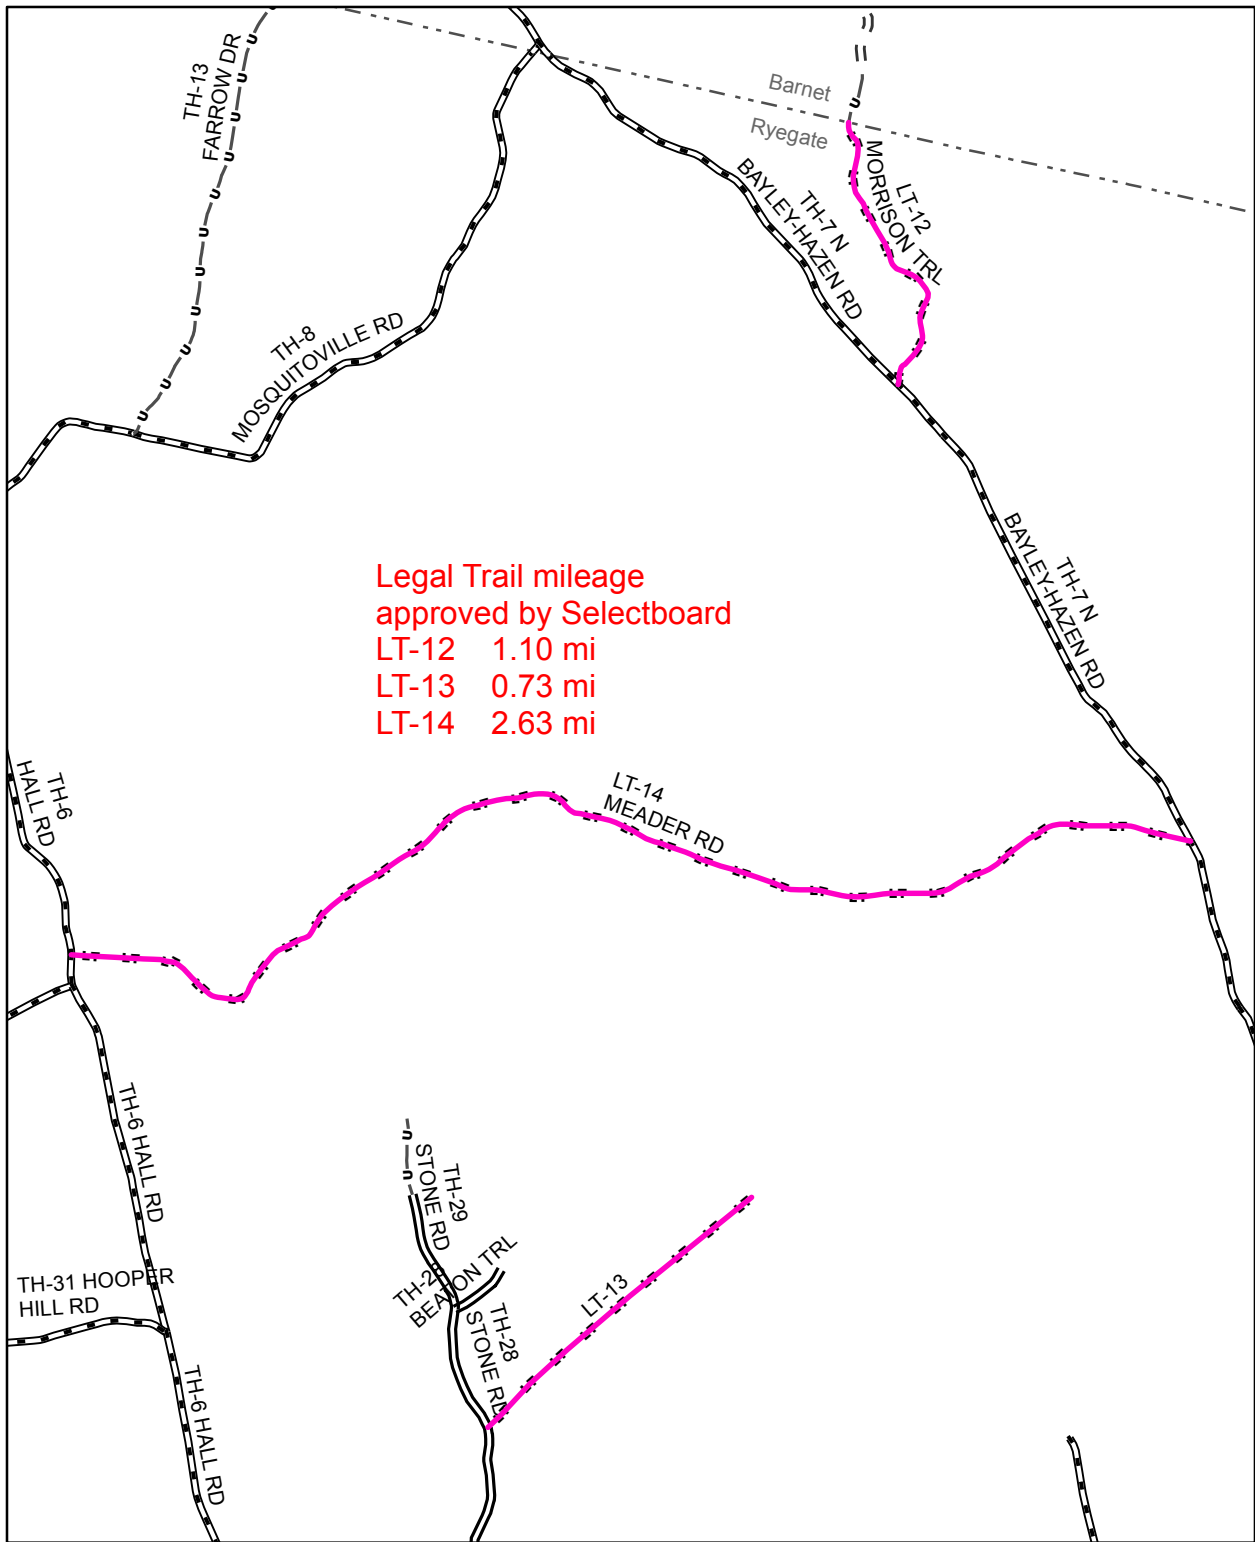 TH-13
FARROW DR
Barnet
Ryegate
BAYLEY-HAZEN RD
TH-7 N
LT-12
MORRISON TRL
TH-8
MOSQUITOVILLE RD
TH-7 N
BAYLEY-HAZEN RD
Legal Trail mileage
approved by Selectboard
LT-12 1.10 mi
LT-13 0.73 mi
LT-14 2.63 mi
TH-6
HALL RD
LT-14
MEADER RD
TH-6 HALL RD
TH-29
STONE RD
BEATON TRL
TH-31 HOOPER
HILL RD
LT-13
TH-28
STONE RD
TH-6 HALL RD